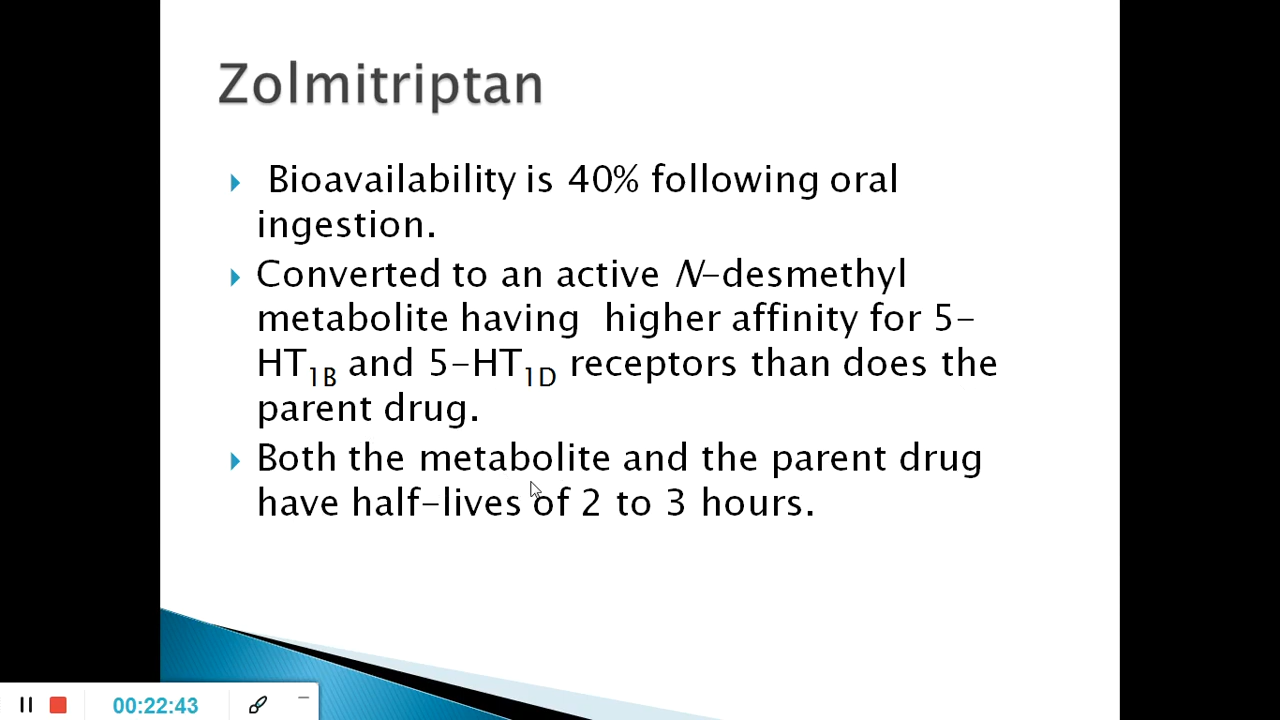 Zolmitriptan
Bioavailability is 40% following oral
ingestion.
Converted to an active N-desmethyl
metabolite having higher affinity for 5-
HT1B and 5-HT1D receptors than does the
parent drug.
Both the metabolite and the parent drug
have half-lives of 2 to 3 hours.
00:22:43